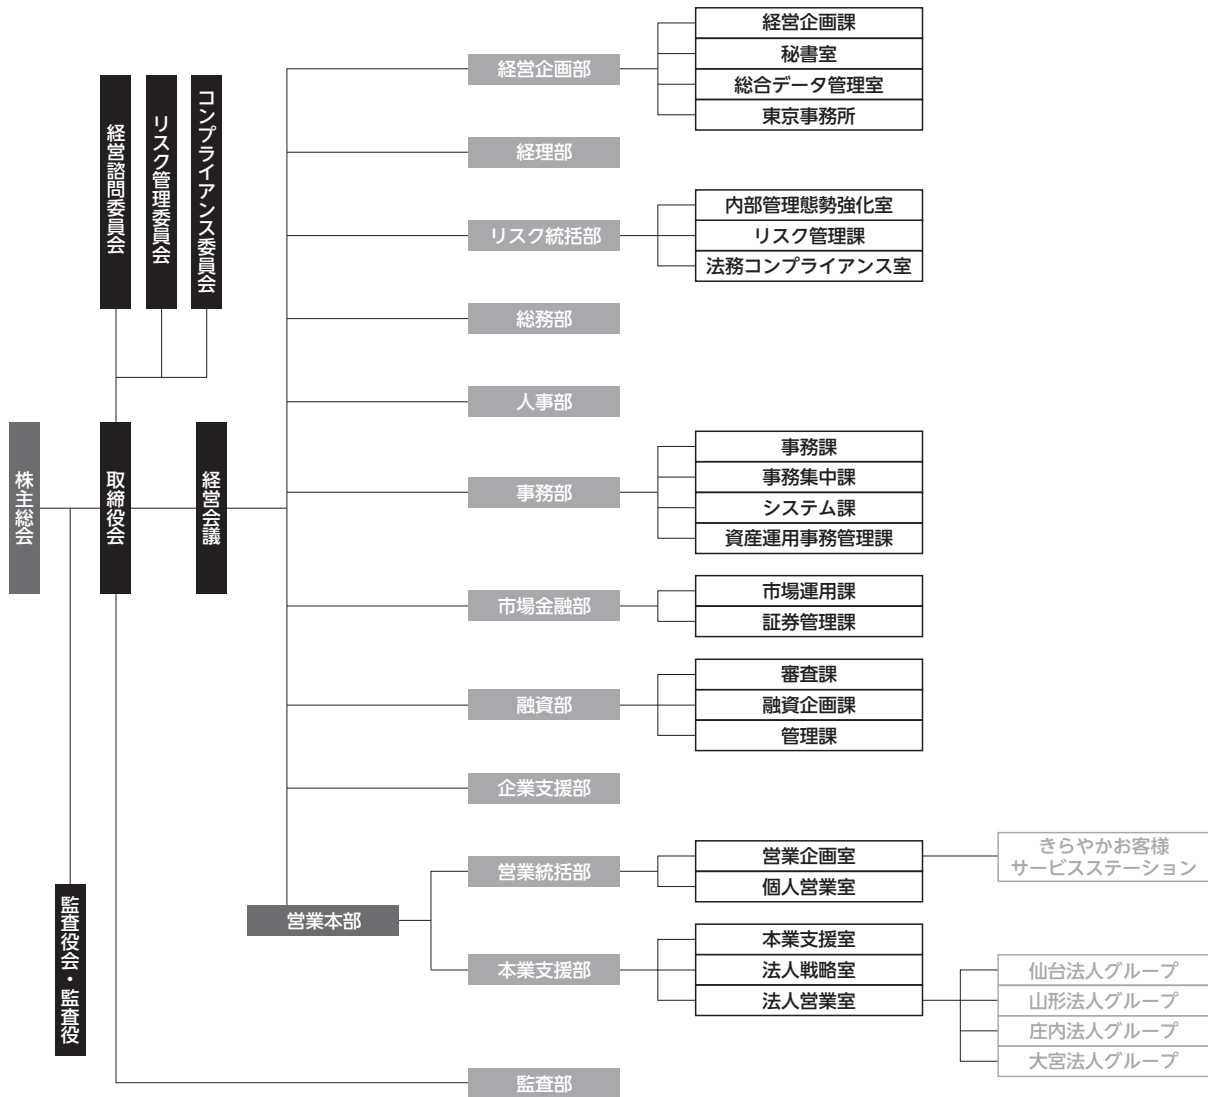 株主総会
監査役会・監査役
取締役会
経営諮問委員会
リスク管理委員会
コンプライアンス委員会
経営会議
経営企画部
経営企画課
秘書室
総合データ管理室
東京事務所
経理部
リスク統括部
内部管理態勢強化室
リスク管理課
法務コンプライアンス室
総務部
人事部
事務部
事務課
事務集中課
システム課
資産運用事務管理課
市場金融部
市場運用課
証券管理課
融資部
審査課
融資企画課
管理課
企業支援部
営業本部
営業統括部
営業企画室
きらやかお客様
サービスステーション
個人営業室
本業支援部
本業支援室
法人戦略室
法人営業室
仙台法人グループ
山形法人グループ
庄内法人グループ
大宮法人グループ
監査部